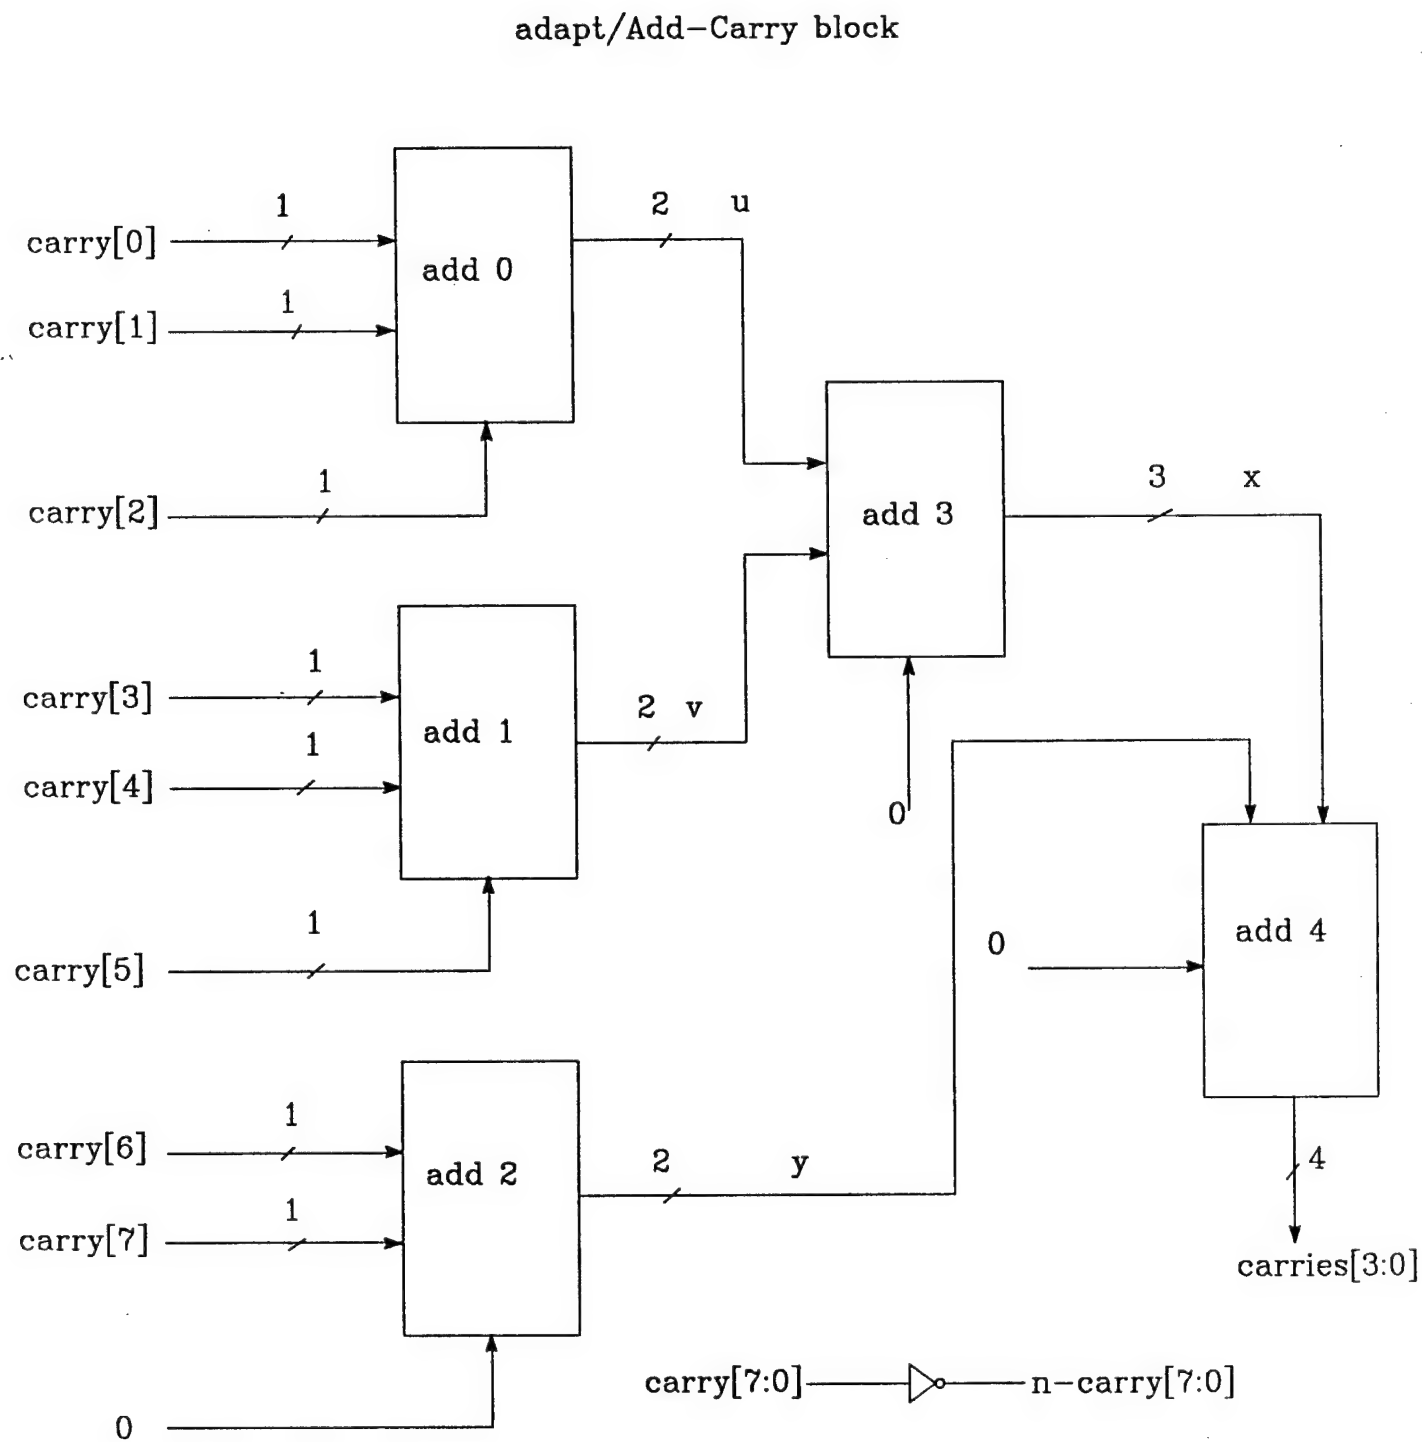 adapt/Add-Carry block
1
carry[0]
1
carry[1]
add 0
2 u
1
carry[2]
add 3
3 x
1
carry[3]
1
carry[4]
add 1
2 v
0
1
carry[5]
0
add 4
1
carry[6]
1
carry[7]
add 2
2 y
4
carries[3:0]
carry[7:0]
n-carry[7:0]
0